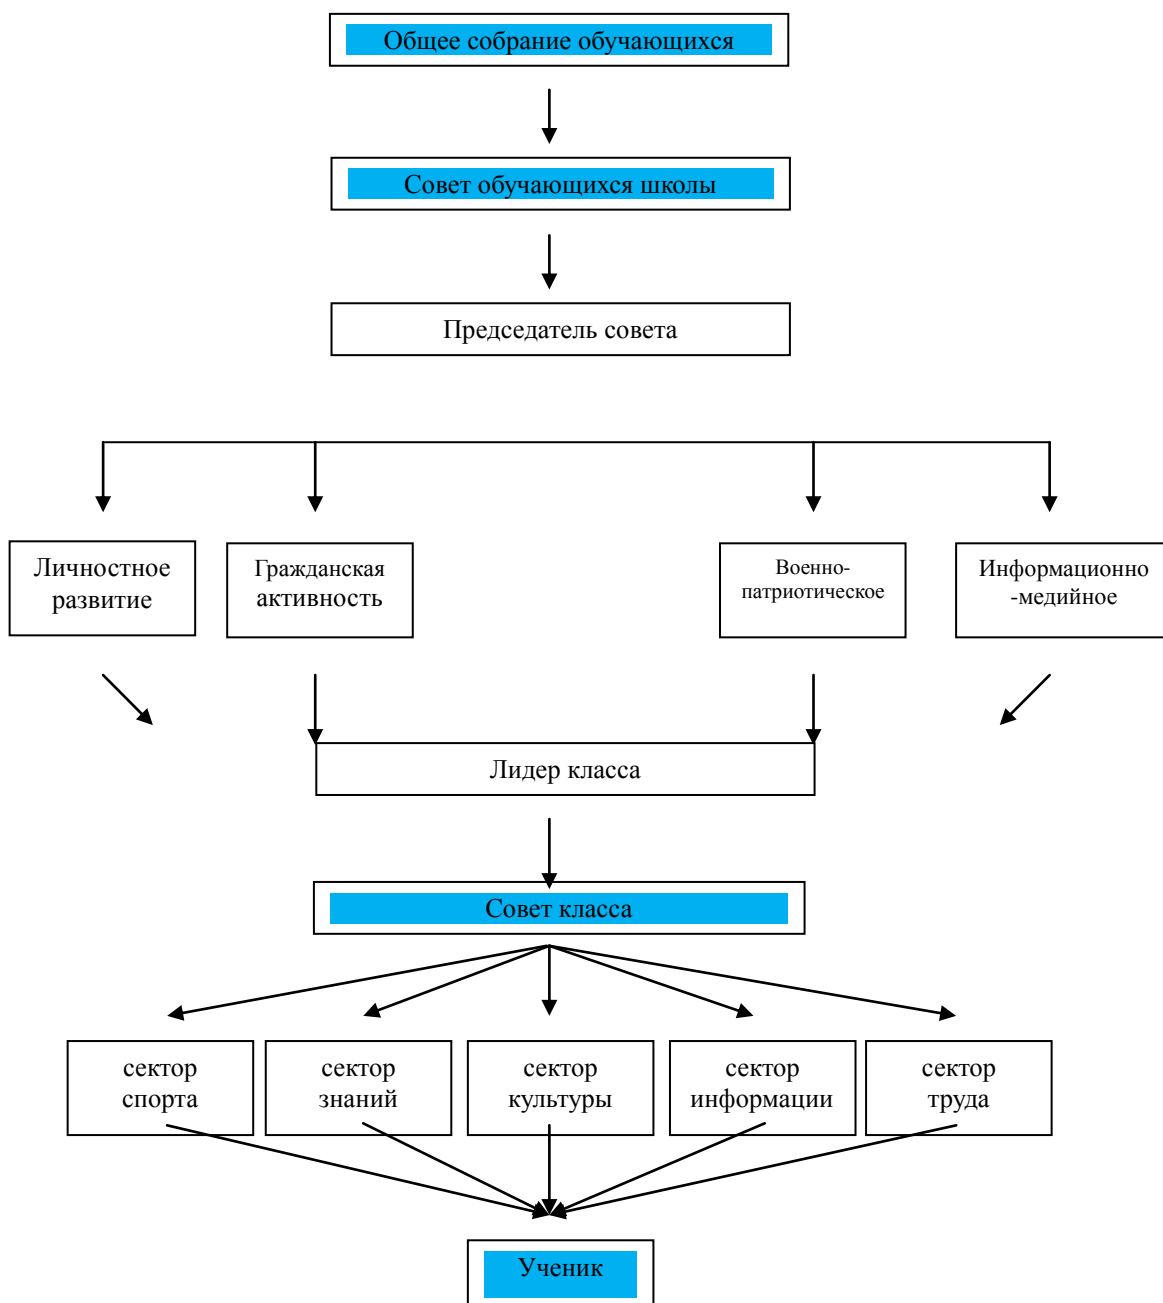 Общее собрание обучающихся
Совет обучающихся школы
Председатель совета
Личностное
развитие
Гражданская
активность
Военно-
патриотическое
Информационно
-медийное
Лидер класса
Совет класса
сектор
спорта
сектор
знаний
сектор
культуры
сектор
информации
сектор
труда
Ученик